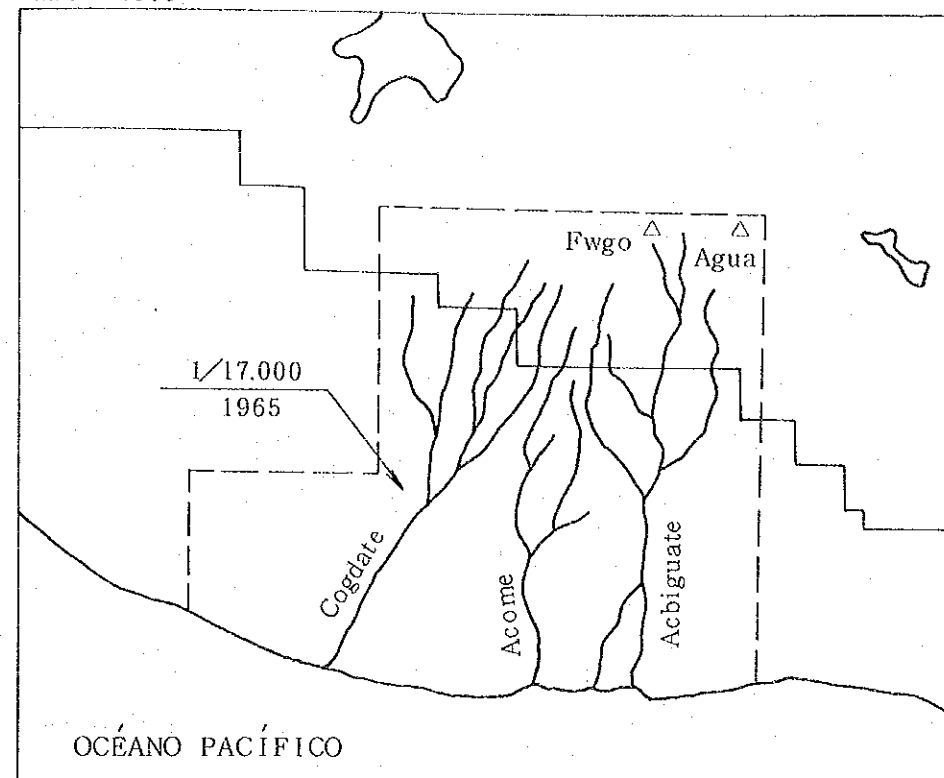 Fwgo
Agua
1/17.000
1965
Cogdate
Acome
Acbiguate
OCÉANO PACÍFICO